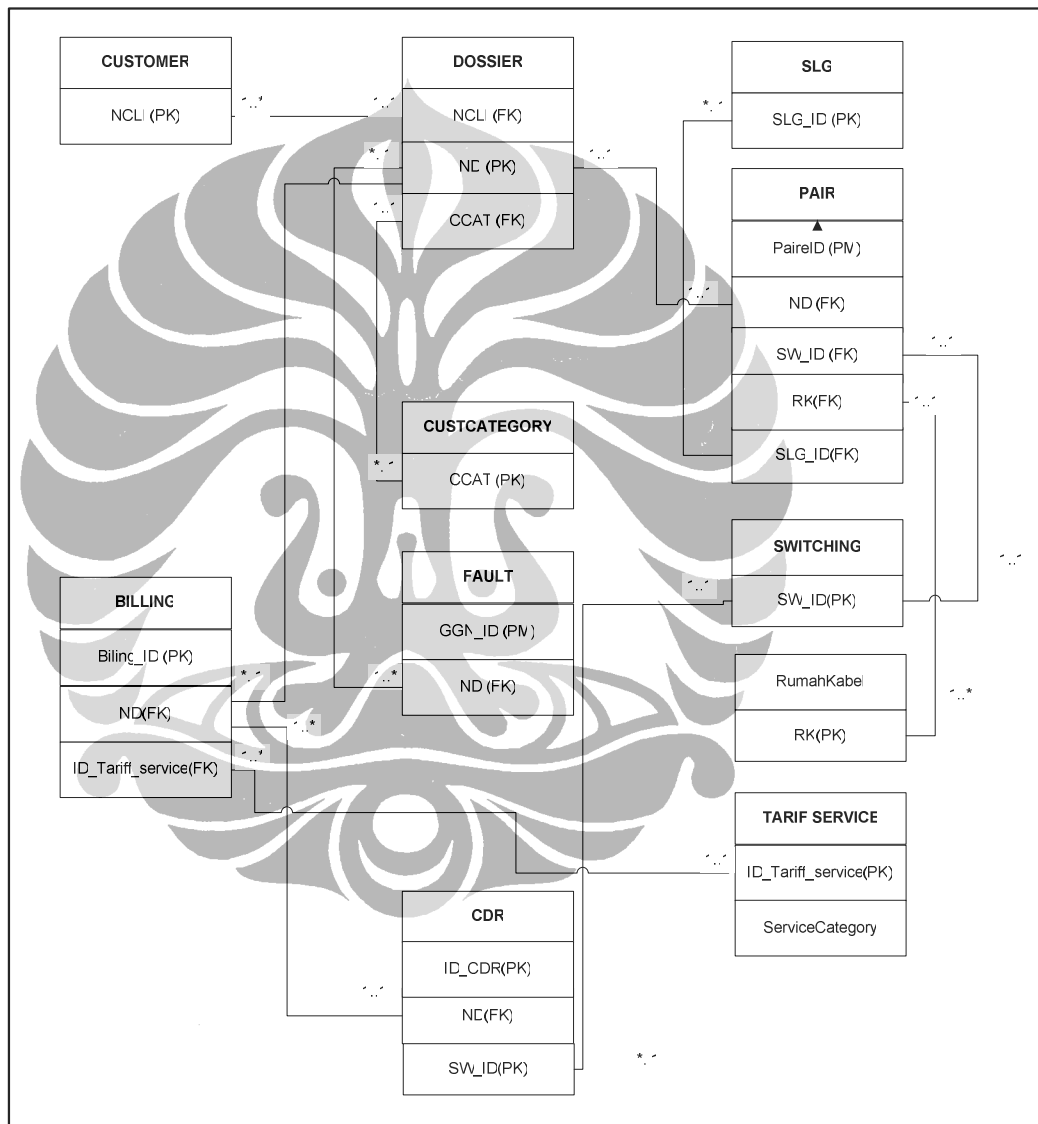 CUSTOMER
NCLI (PK)
DOSSIER
NCLI (FK)
ND (PK)
CCAT (FK)
SLG
SLG_ID (PK)
PAIR
PaireID (PM)
ND (FK)
SW_ID (FK)
RK(FK)
SLG_ID(FK)
CUSTCATEGORY
CCAT (PK)
SWITCHING
SW_ID(PK)
FAULT
GGN_ID (PM)
ND (FK)
BILLING
Biling_ID (PK)
ND(FK)
ID_Tariff_service(FK)
RumahKabel
RK(PK)
TARIF SERVICE
ID_Tariff_service(PK)
ServiceCategory
CDR
ID_CDR(PK)
ND(FK)
SW_ID(PK)